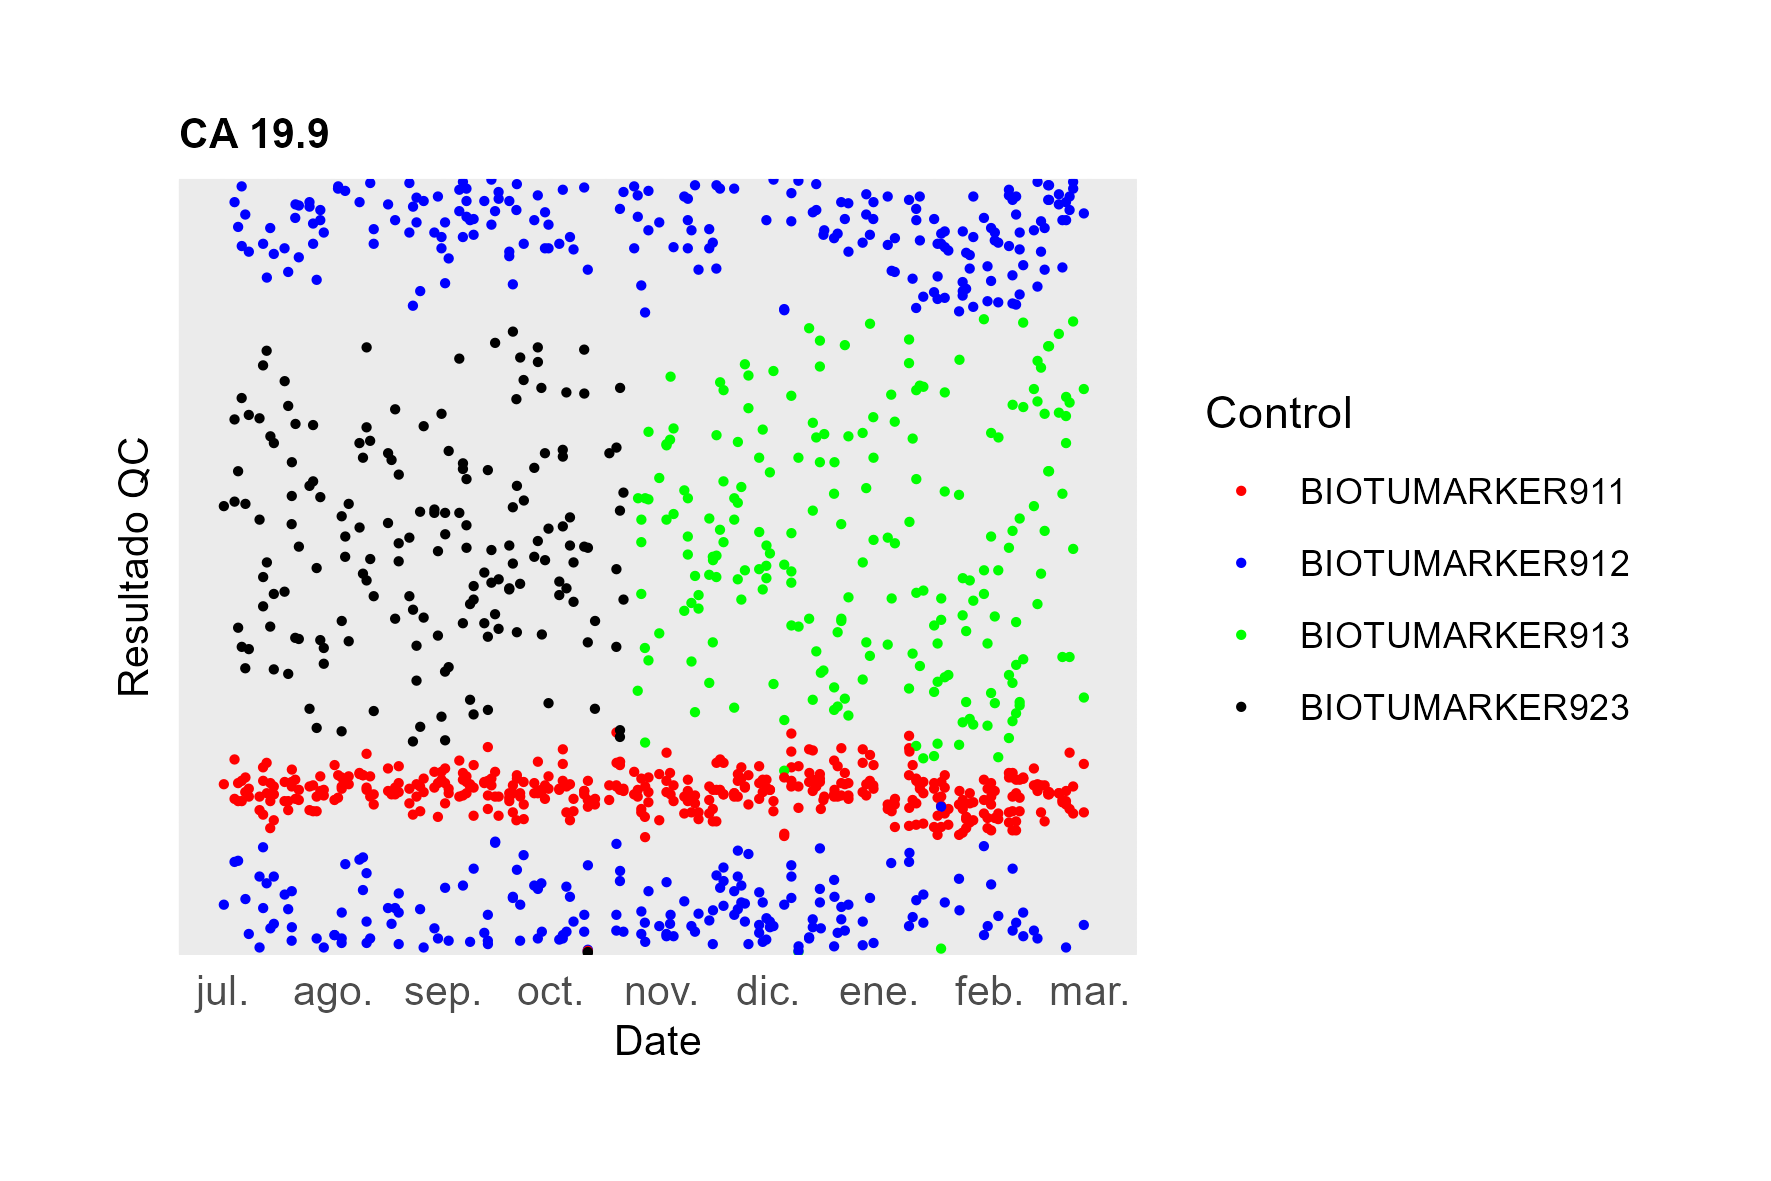 CA 19.9
Resultado QC
jul. ago. sep. oct. nov. dic. ene. feb. mar.
Date
Control
BIOTUMARKER911
BIOTUMARKER912
BIOTUMARKER913
BIOTUMARKER923